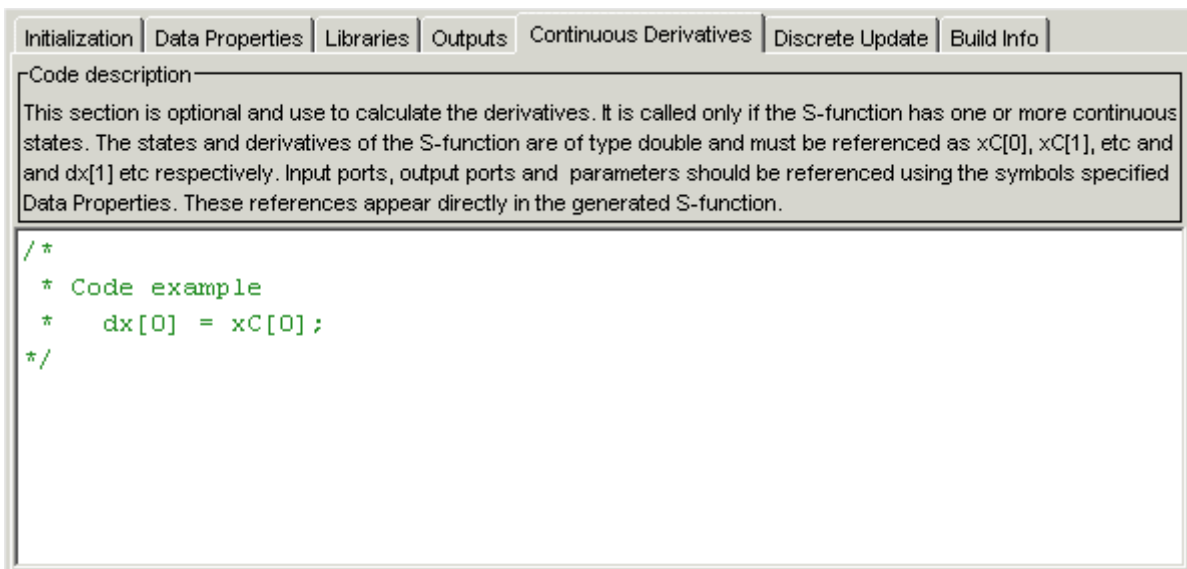 Initialization Data Properties Libraries Outputs Continuous Derivatives Discrete Update Build Info
Code description
This section is optional and use to calculate the derivatives. It is called only if the S-function has one or more continuous
states. The states and derivatives of the S-function are of type double and must be referenced as xC[0], xC[1], etc and
and dx[1] etc respectively. Input ports, output ports and parameters should be referenced using the symbols specified
Data Properties. These references appear directly in the generated S-function.
/*
* Code example
* dx[0] = xC[0];
*/